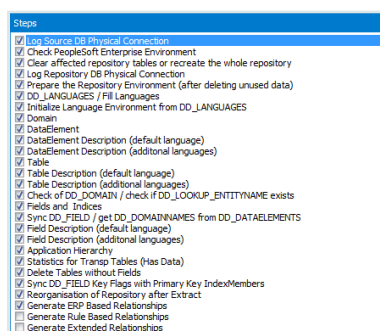 Steps
Log Source DB Physical Connection
Check PeopleSoft Enterprise Environment
Clear affected repository tables or recreate the whole repository
Log Repository DB Physical Connection
Prepare the Repository Environment (after deleting unused data)
DD_LANGUAGES / Fill Languages
Initialize Language Environment from DD_LANGUAGES
Domain
DataElement
DataElement Description (default language)
DataElement Description (additonal languages)
Table
Table Description (default language)
Table Description (additional languages)
Check of DD_DOMAIN / check if DD_LOOKUP_ENTITYNAME exists
Fields and Indices
Sync DD_FIELD / get DD_DOMAINNAMES from DD_DATAELEMENTS
Field Description (default language)
Field Description (additonal languages)
Application Hierarchy
Statistics for Transp Tables (Has Data)
Delete Tables without Fields
Sync DD_FIELD Key Flags with Primary Key IndexMembers
Reorganisation of Repository after Extract
Generate ERP Based Relationships
Generate Rule Based Relationships
Generate Extended Relationships